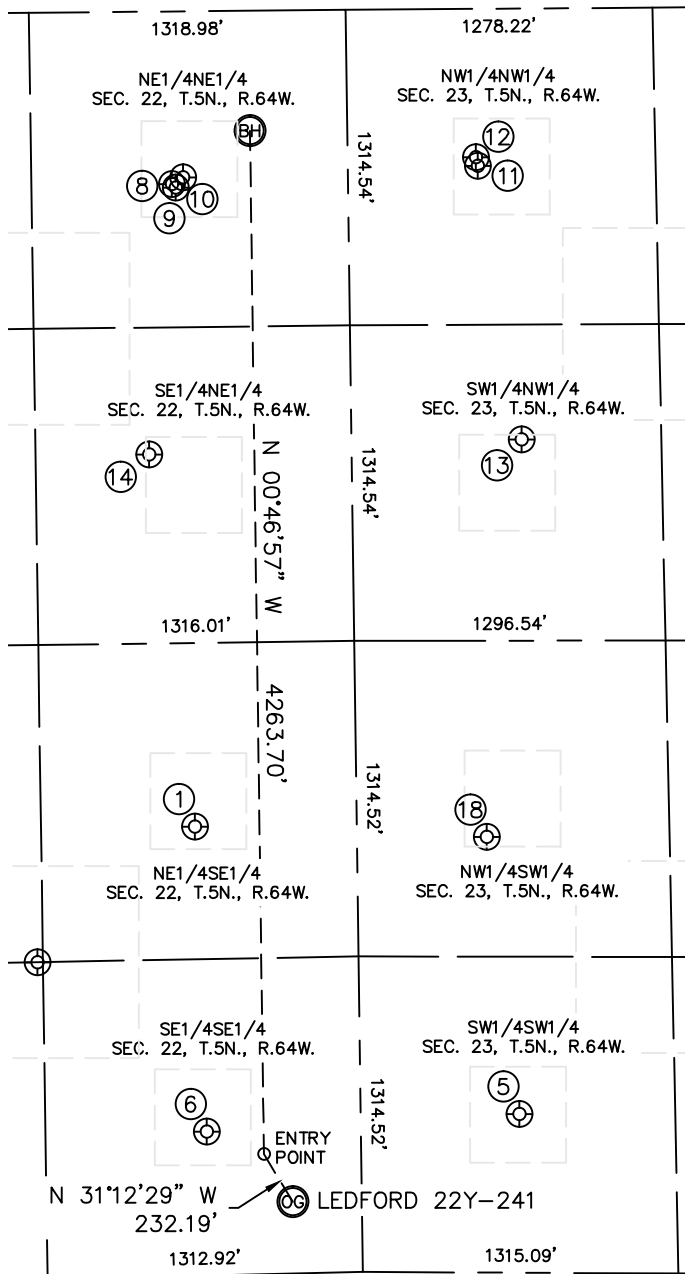 1318.98'
1278.22'
NE1/4NE1/4
SEC. 22, T.5N., R.64W.
NW1/4NW1/4
SEC. 23, T.5N., R.64W.
BH
12
11
8
10
9
1314.54'
SE1/4NE1/4
SEC. 22, T.5N., R.64W.
SW1/4NW1/4
SEC. 23, T.5N., R.64W.
14
13
1314.54'
N 00°46'57" W
4263.70'
1316.01'
1296.54'
1
18
1314.52'
NE1/4SE1/4
SEC. 22, T.5N., R.64W.
NW1/4SW1/4
SEC. 23, T.5N., R.64W.
SE1/4SE1/4
SEC. 22, T.5N., R.64W.
SW1/4SW1/4
SEC. 23, T.5N., R.64W.
6
5
1314.52'
ENTRY
POINT
N 31°12'29" W
232.19'
OG
LEDFORD 22Y-241
1312.92'
1315.09'